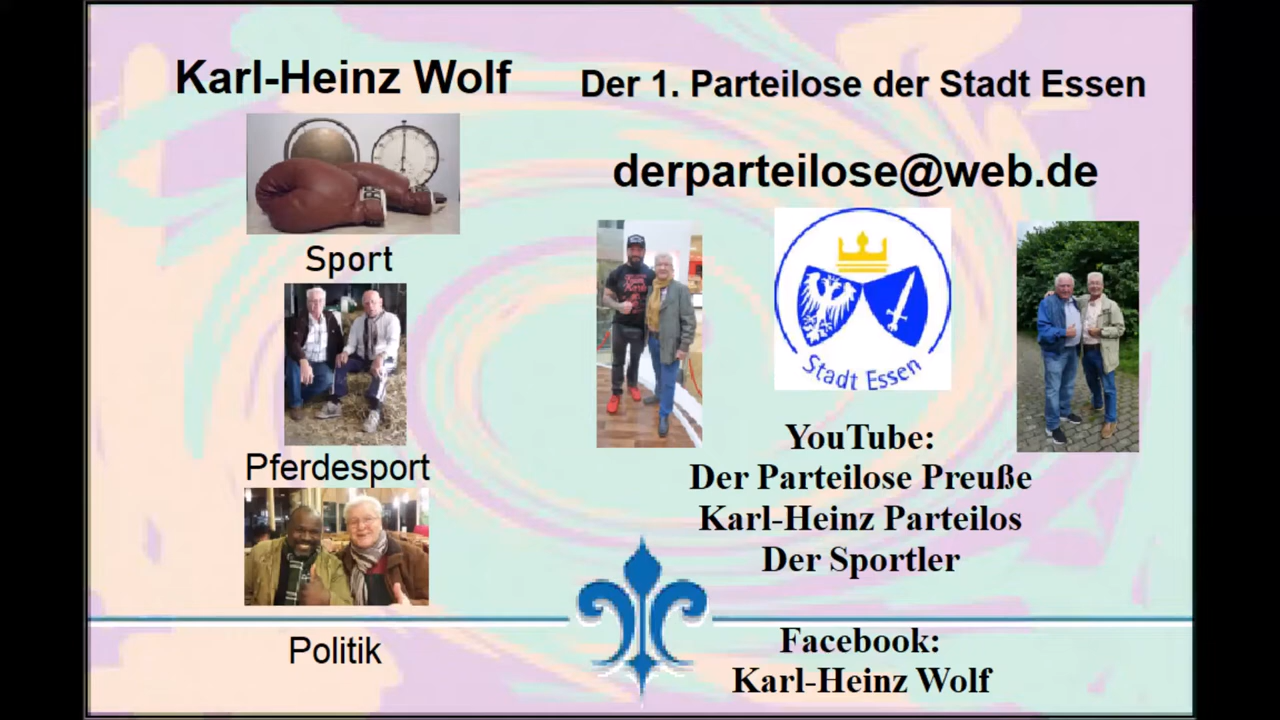 Karl-Heinz Wolf
Der 1. Parteilose der Stadt Essen
derparteilose@web.de
Sport
Pferdesport
Politik
Stadt Essen
YouTube:
Der Parteilose Preuße
Karl-Heinz Parteilos
Der Sportler
Facebook:
Karl-Heinz Wolf